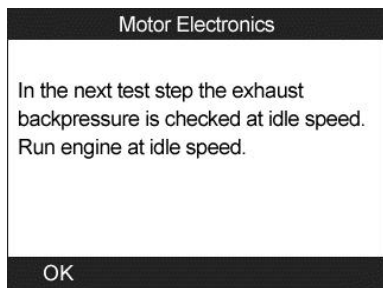 Motor Electronics
In the next test step the exhaust
backpressure is checked at idle speed.
Run engine at idle speed.
OK